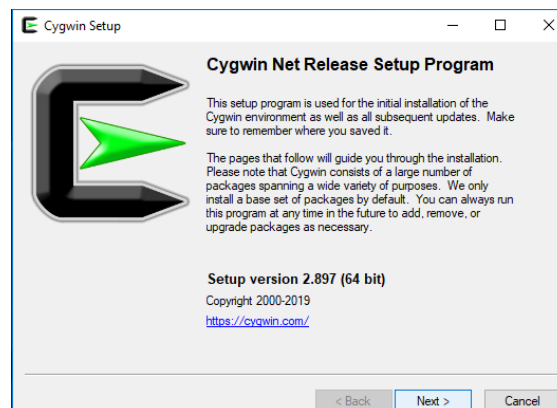 Cygwin Setup
Cygwin Net Release Setup Program
This setup program is used for the initial installation of the
Cygwin environment as well as all subsequent updates. Make
sure to remember where you saved it.
The pages that follow will guide you through the installation.
Please note that Cygwin consists of a large number of
packages spanning a wide variety of purposes. We only
install a base set of packages by default. You can always run
this program at any time in the future to add, remove, or
upgrade packages as necessary.
Setup version 2.897 (64 bit)
Copyright 2000-2019
https://cygwin.com/
< Back Next > Cancel